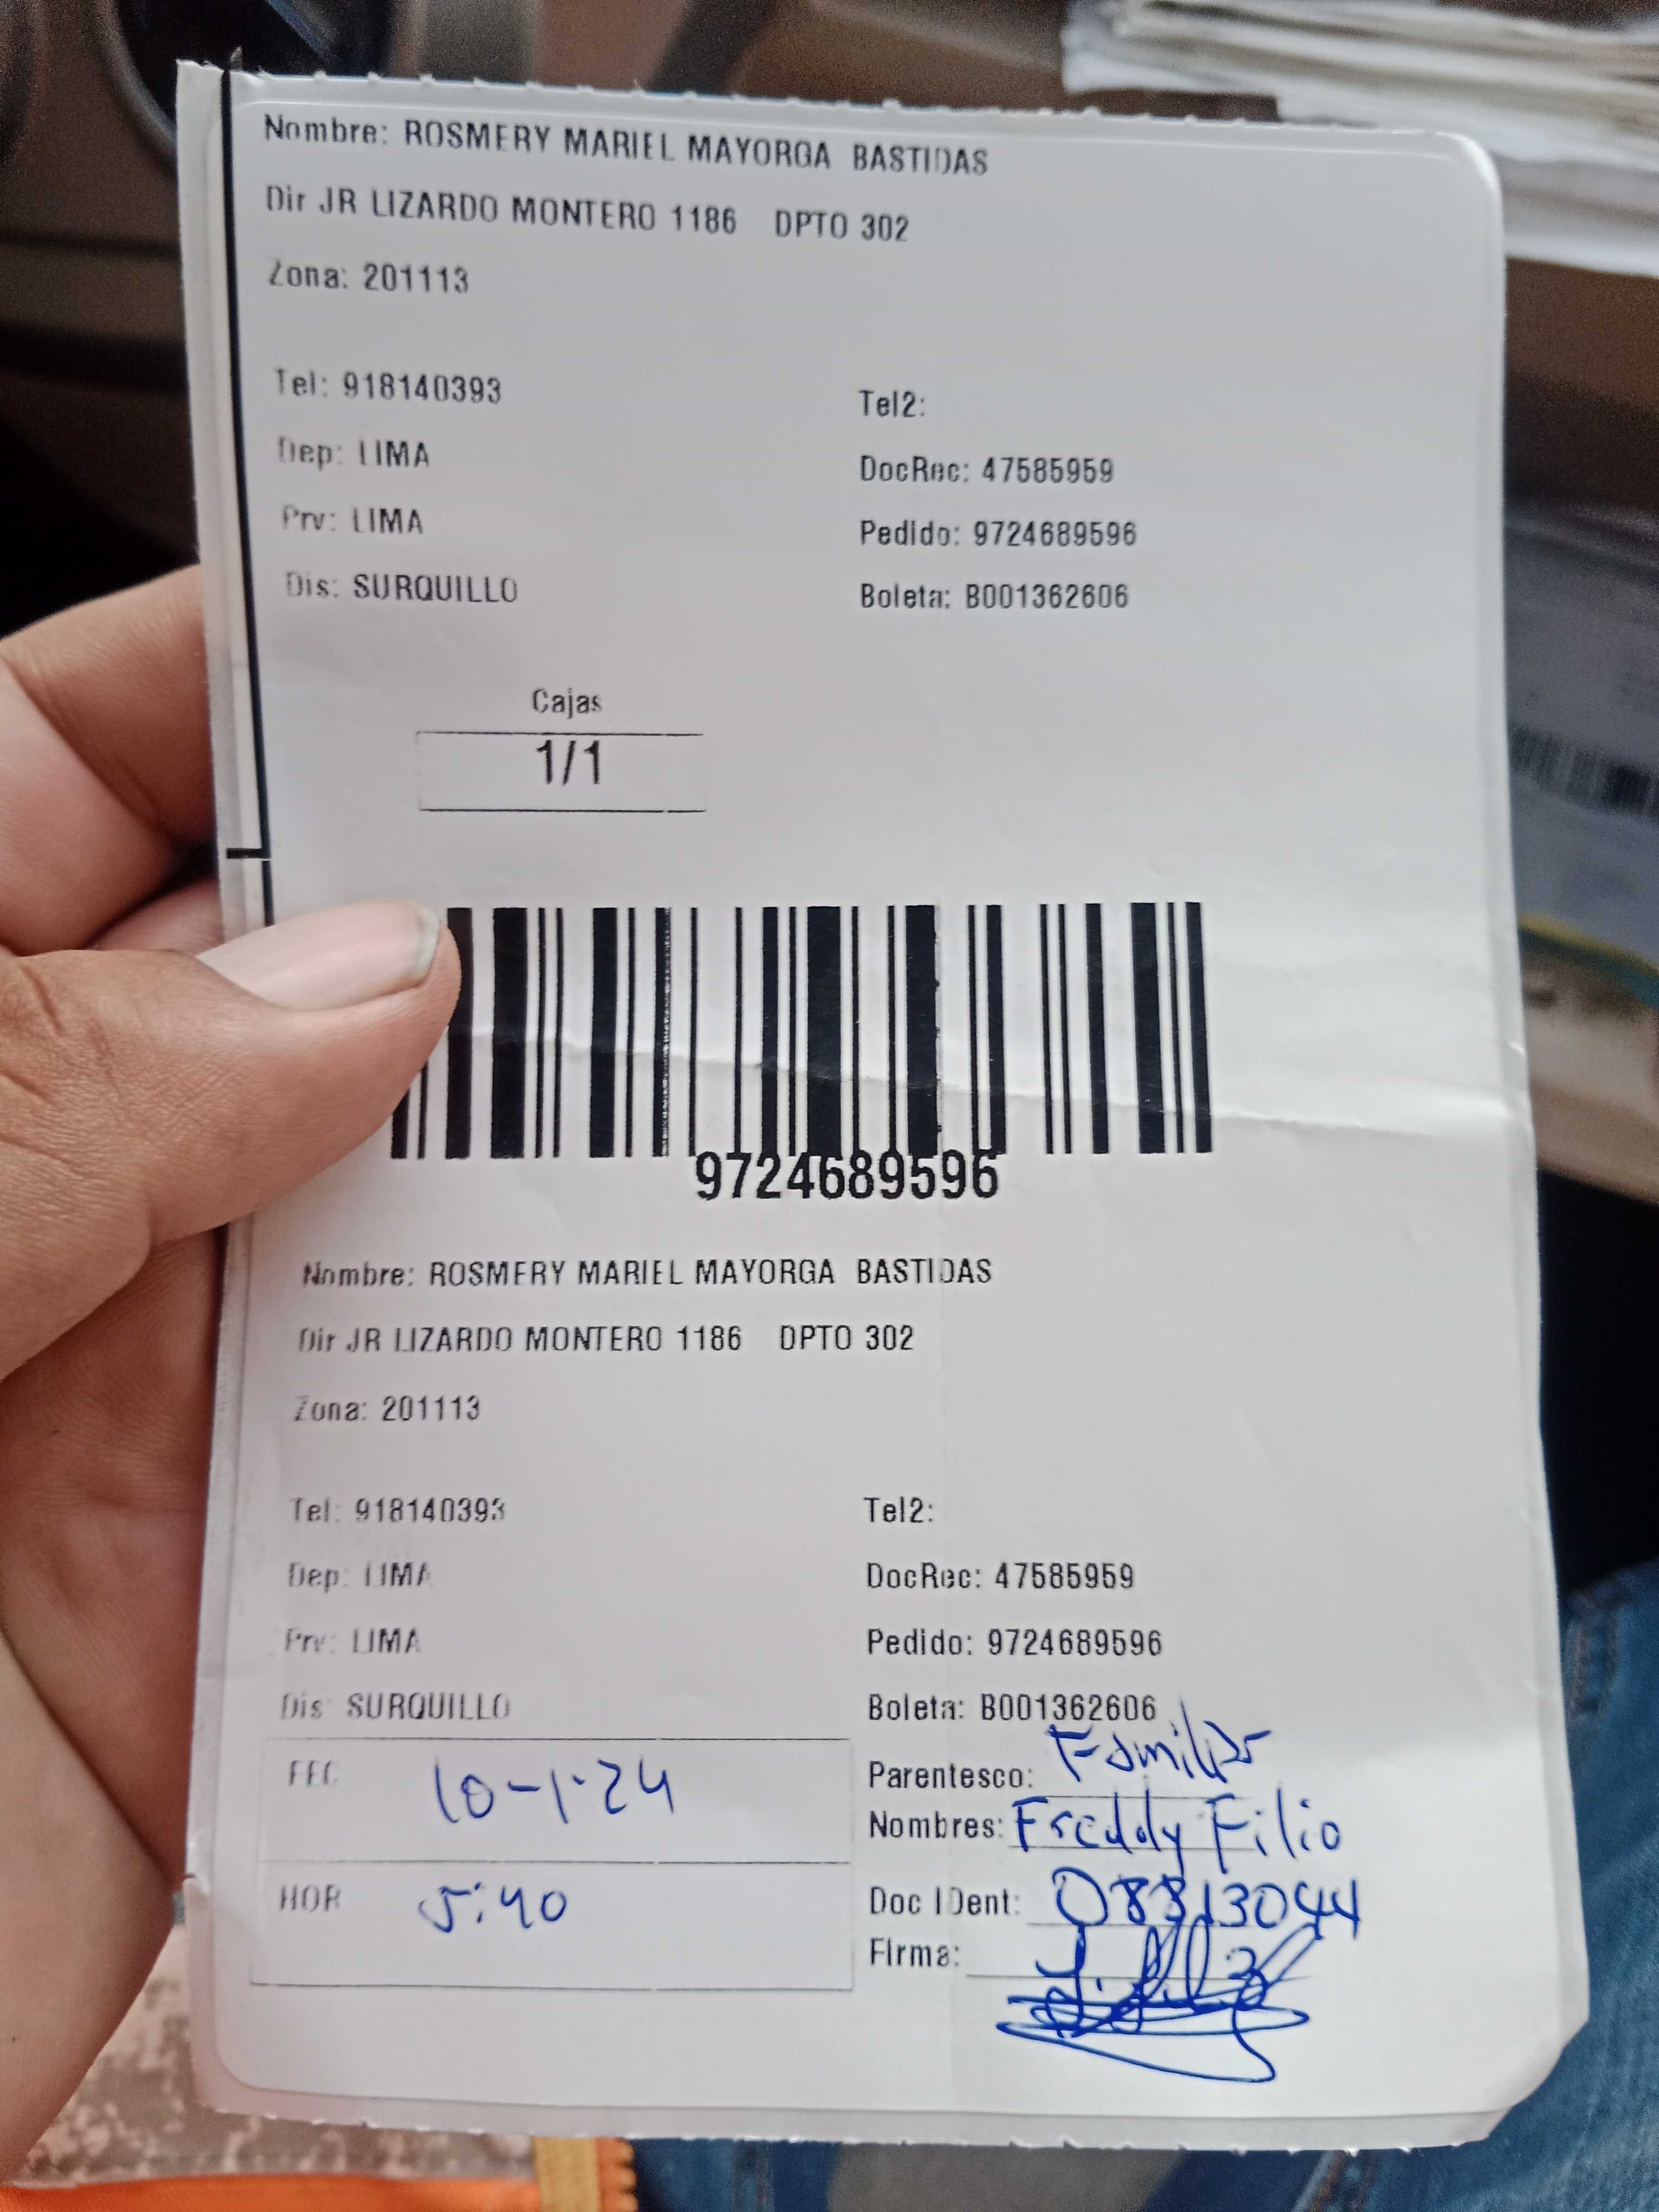 Nombre: ROSMERY MARIEL MAYORGA BASTIDAS
Dir JR LIZARDO MONTERO 1186 DPTO 302
Zona: 201113
Tel: 918140393 Tel2:
Dep: LIMA DocRec: 47585959
Prv: LIMA Pedido: 9724689596
Dis: SURQUILLO Boleta: B001362606
Cajas
1/1
9724689596
Nombre: ROSMERY MARIEL MAYORGA BASTIDAS
Dir JR LIZARDO MONTERO 1186 DPTO 302
Zona: 201113
Tel: 918140393 Tel2:
Dep: LIMA DocRec: 47585959
Prv: LIMA Pedido: 9724689596
Dis: SURQUILLO Boleta: B001362606
FEC 10-1-24 Parentesco: Familiar
Nombres: Freddy Filio
HOR 5:40 Doc IDent:
Firma: